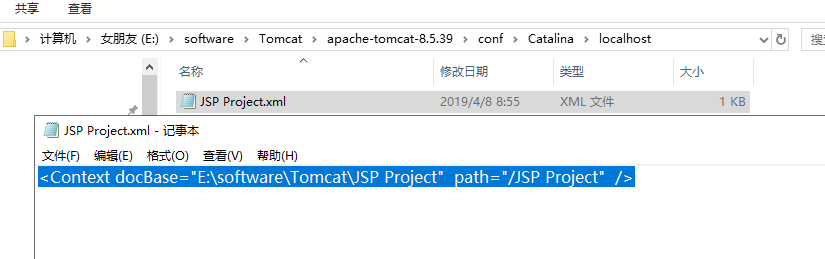 共享 查看
计算机 女朋友 (E:) software Tomcat apache-tomcat-8.5.39 conf Catalina localhost
名称 修改日期 类型 大小
JSP Project.xml 2019/4/8 8:55 XML 文件 1 KB
JSP Project.xml - 记事本
文件(F) 编辑(E) 格式(O) 查看(V) 帮助(H)
<Context docBase="E:\software\Tomcat\JSP Project" path="/JSP Project" />